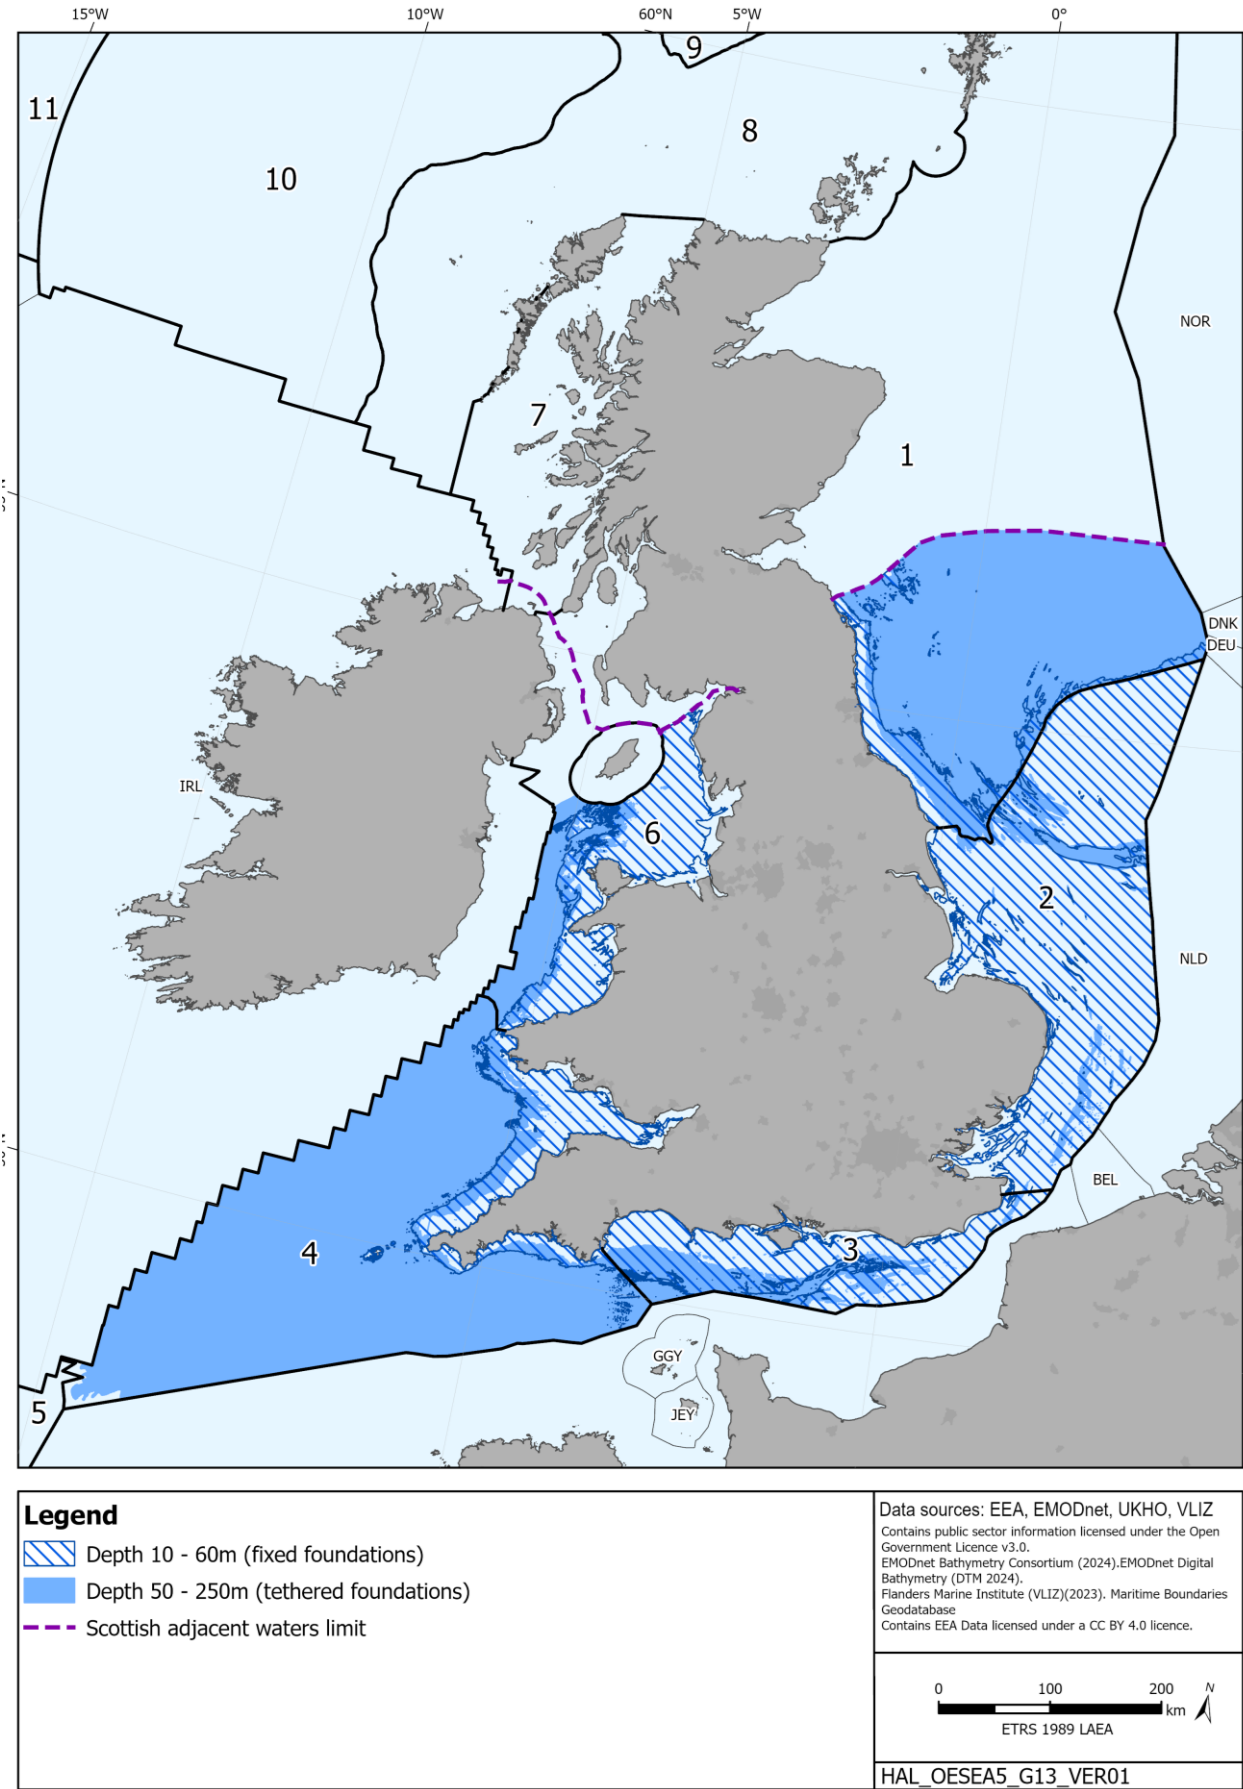 15°W 10°W 60°N 5°W 0°
9
11
8
10
NOR
7
1
DNK
DEU
IRL
6
2
NLD
BEL
4
3
GGY
5
JEY
Legend
Depth 10 - 60m (fixed foundations)
Depth 50 - 250m (tethered foundations)
Scottish adjacent waters limit
Data sources: EEA, EMODnet, UKHO, VLIZ
Contains public sector information licensed under the Open
Government Licence v3.0.
EMODnet Bathymetry Consortium (2024).EMODnet Digital
Bathymetry (DTM 2024).
Flanders Marine Institute (VLIZ)(2023). Maritime Boundaries
Geodatabase
Contains EEA Data licensed under a CC BY 4.0 licence.
0 100 200 N
km
ETRS 1989 LAEA
HAL_OESEA5_G13_VER01